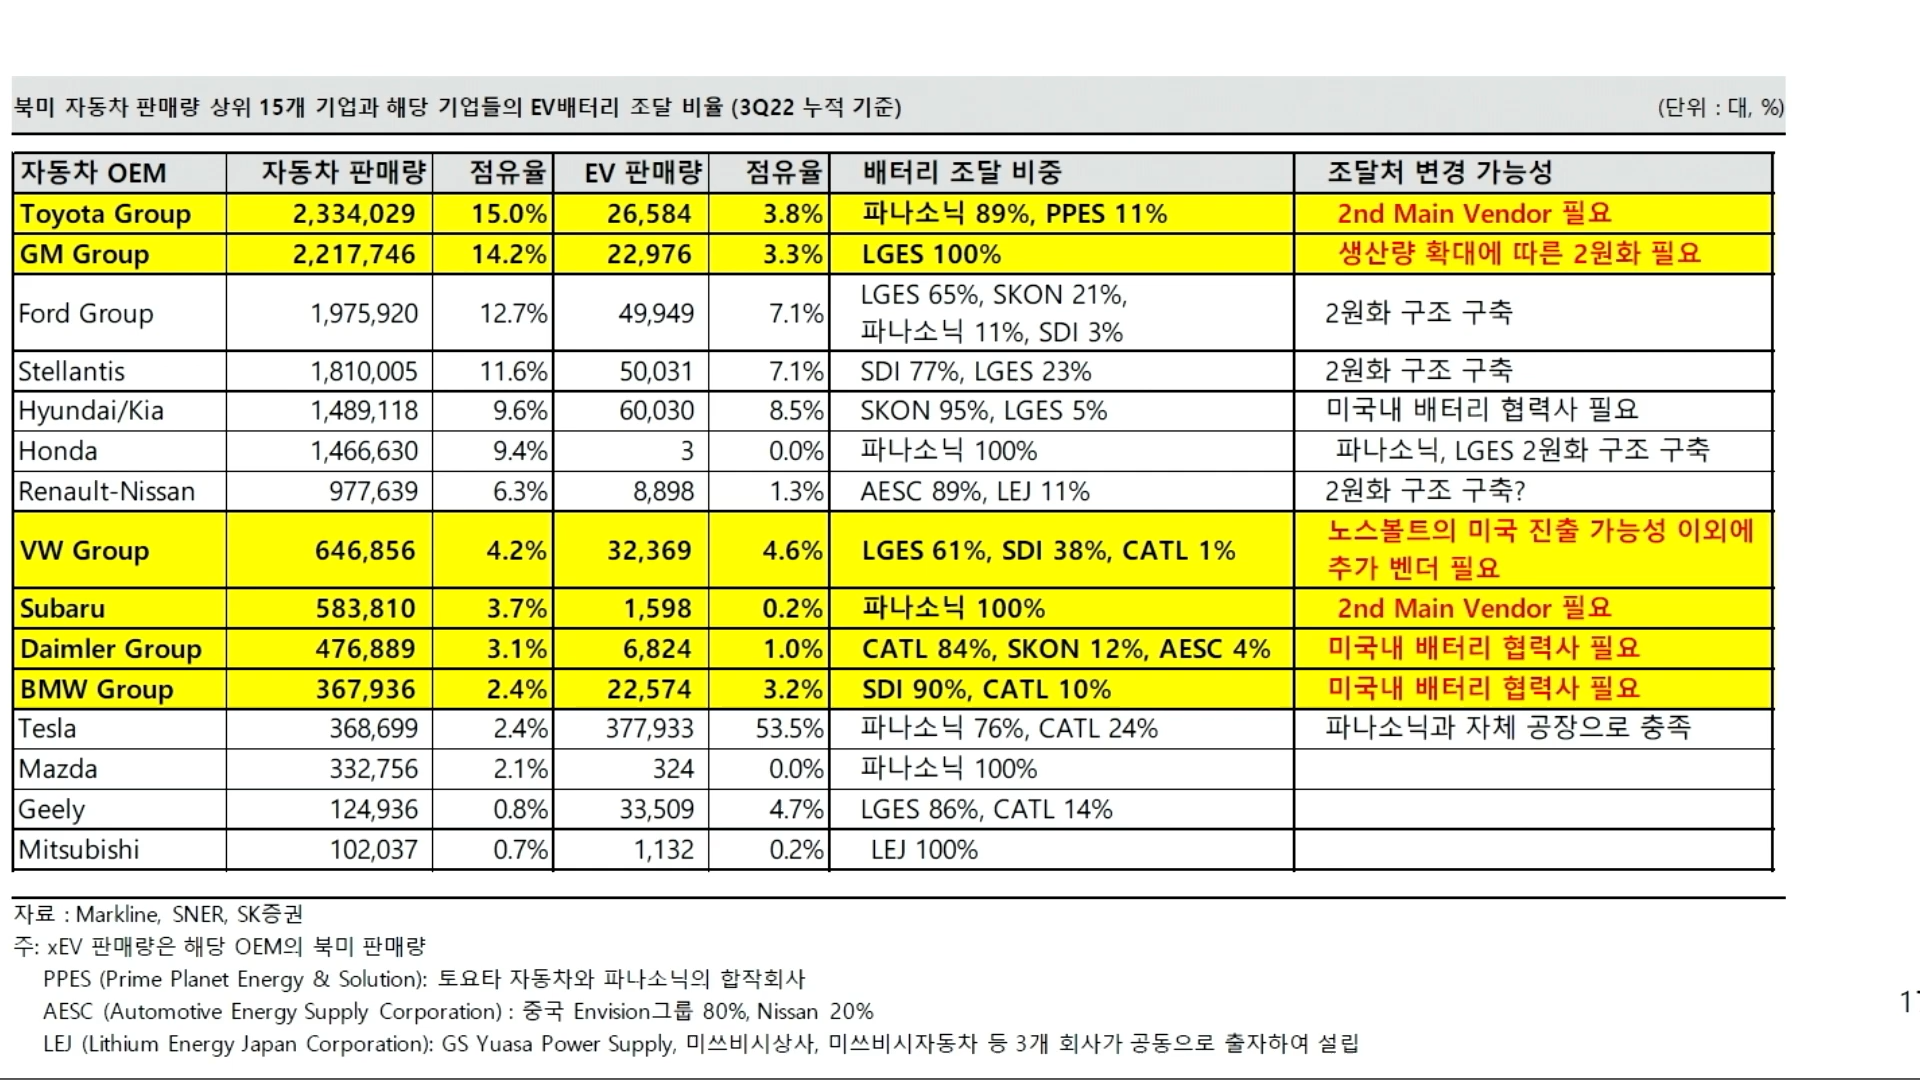 북미 자동차 판매량 상위 15개 기업과 해당 기업들의 EV배터리 조달 비율 (3Q22 누적 기준) (단위 : 대, %)
자동차 OEM 자동차 판매량 점유율 EV 판매량 점유율 배터리 조달 비중 조달처 변경 가능성
Toyota Group 2,334,029 15.0% 26,584 3.8% 파나소닉 89%, PPES 11% 2nd Main Vendor 필요
GM Group 2,217,746 14.2% 22,976 3.3% LGES 100% 생산량 확대에 따른 2원화 필요
Ford Group 1,975,920 12.7% 49,949 7.1% LGES 65%, SKON 21%,
파나소닉 11%, SDI 3% 2원화 구조 구축
Stellantis 1,810,005 11.6% 50,031 7.1% SDI 77%, LGES 23% 2원화 구조 구축
Hyundai/Kia 1,489,118 9.6% 60,030 8.5% SKON 95%, LGES 5% 미국내 배터리 협력사 필요
Honda 1,466,630 9.4% 3 0.0% 파나소닉 100% 파나소닉, LGES 2원화 구조 구축
Renault-Nissan 977,639 6.3% 8,898 1.3% AESC 89%, LEJ 11% 2원화 구조 구축?
VW Group 646,856 4.2% 32,369 4.6% LGES 61%, SDI 38%, CATL 1% 노스볼트의 미국 진출 가능성 이외에
추가 벤더 필요
Subaru 583,810 3.7% 1,598 0.2% 파나소닉 100% 2nd Main Vendor 필요
Daimler Group 476,889 3.1% 6,824 1.0% CATL 84%, SKON 12%, AESC 4% 미국내 배터리 협력사 필요
BMW Group 367,936 2.4% 22,574 3.2% SDI 90%, CATL 10% 미국내 배터리 협력사 필요
Tesla 368,699 2.4% 377,933 53.5% 파나소닉 76%, CATL 24% 파나소닉과 자체 공장으로 충족
Mazda 332,756 2.1% 324 0.0% 파나소닉 100%
Geely 124,936 0.8% 33,509 4.7% LGES 86%, CATL 14%
Mitsubishi 102,037 0.7% 1,132 0.2% LEJ 100%
자료 : Markline, SNER, SK증권
주: xEV 판매량은 해당 OEM의 북미 판매량
PPES (Prime Planet Energy & Solution): 토요타 자동차와 파나소닉의 합작회사
AESC (Automotive Energy Supply Corporation) : 중국 Envision그룹 80%, Nissan 20%
LEJ (Lithium Energy Japan Corporation): GS Yuasa Power Supply, 미쓰비시상사, 미쓰비시자동차 등 3개 회사가 공동으로 출자하여 설립